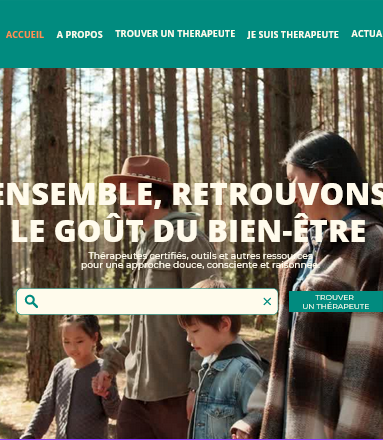 ACCUEIL A PROPOS TROUVER UN THERAPEUTE JE SUIS THERAPEUTE ACTUA
ENSEMBLE, RETROUVONS
LE GOÛT DU BIEN-ÊTRE
Thérapeutes certifiés, outils et autres ressources
pour une approche douce, consciente et raisonnée.
TROUVER
UN THÉRAPEUTE